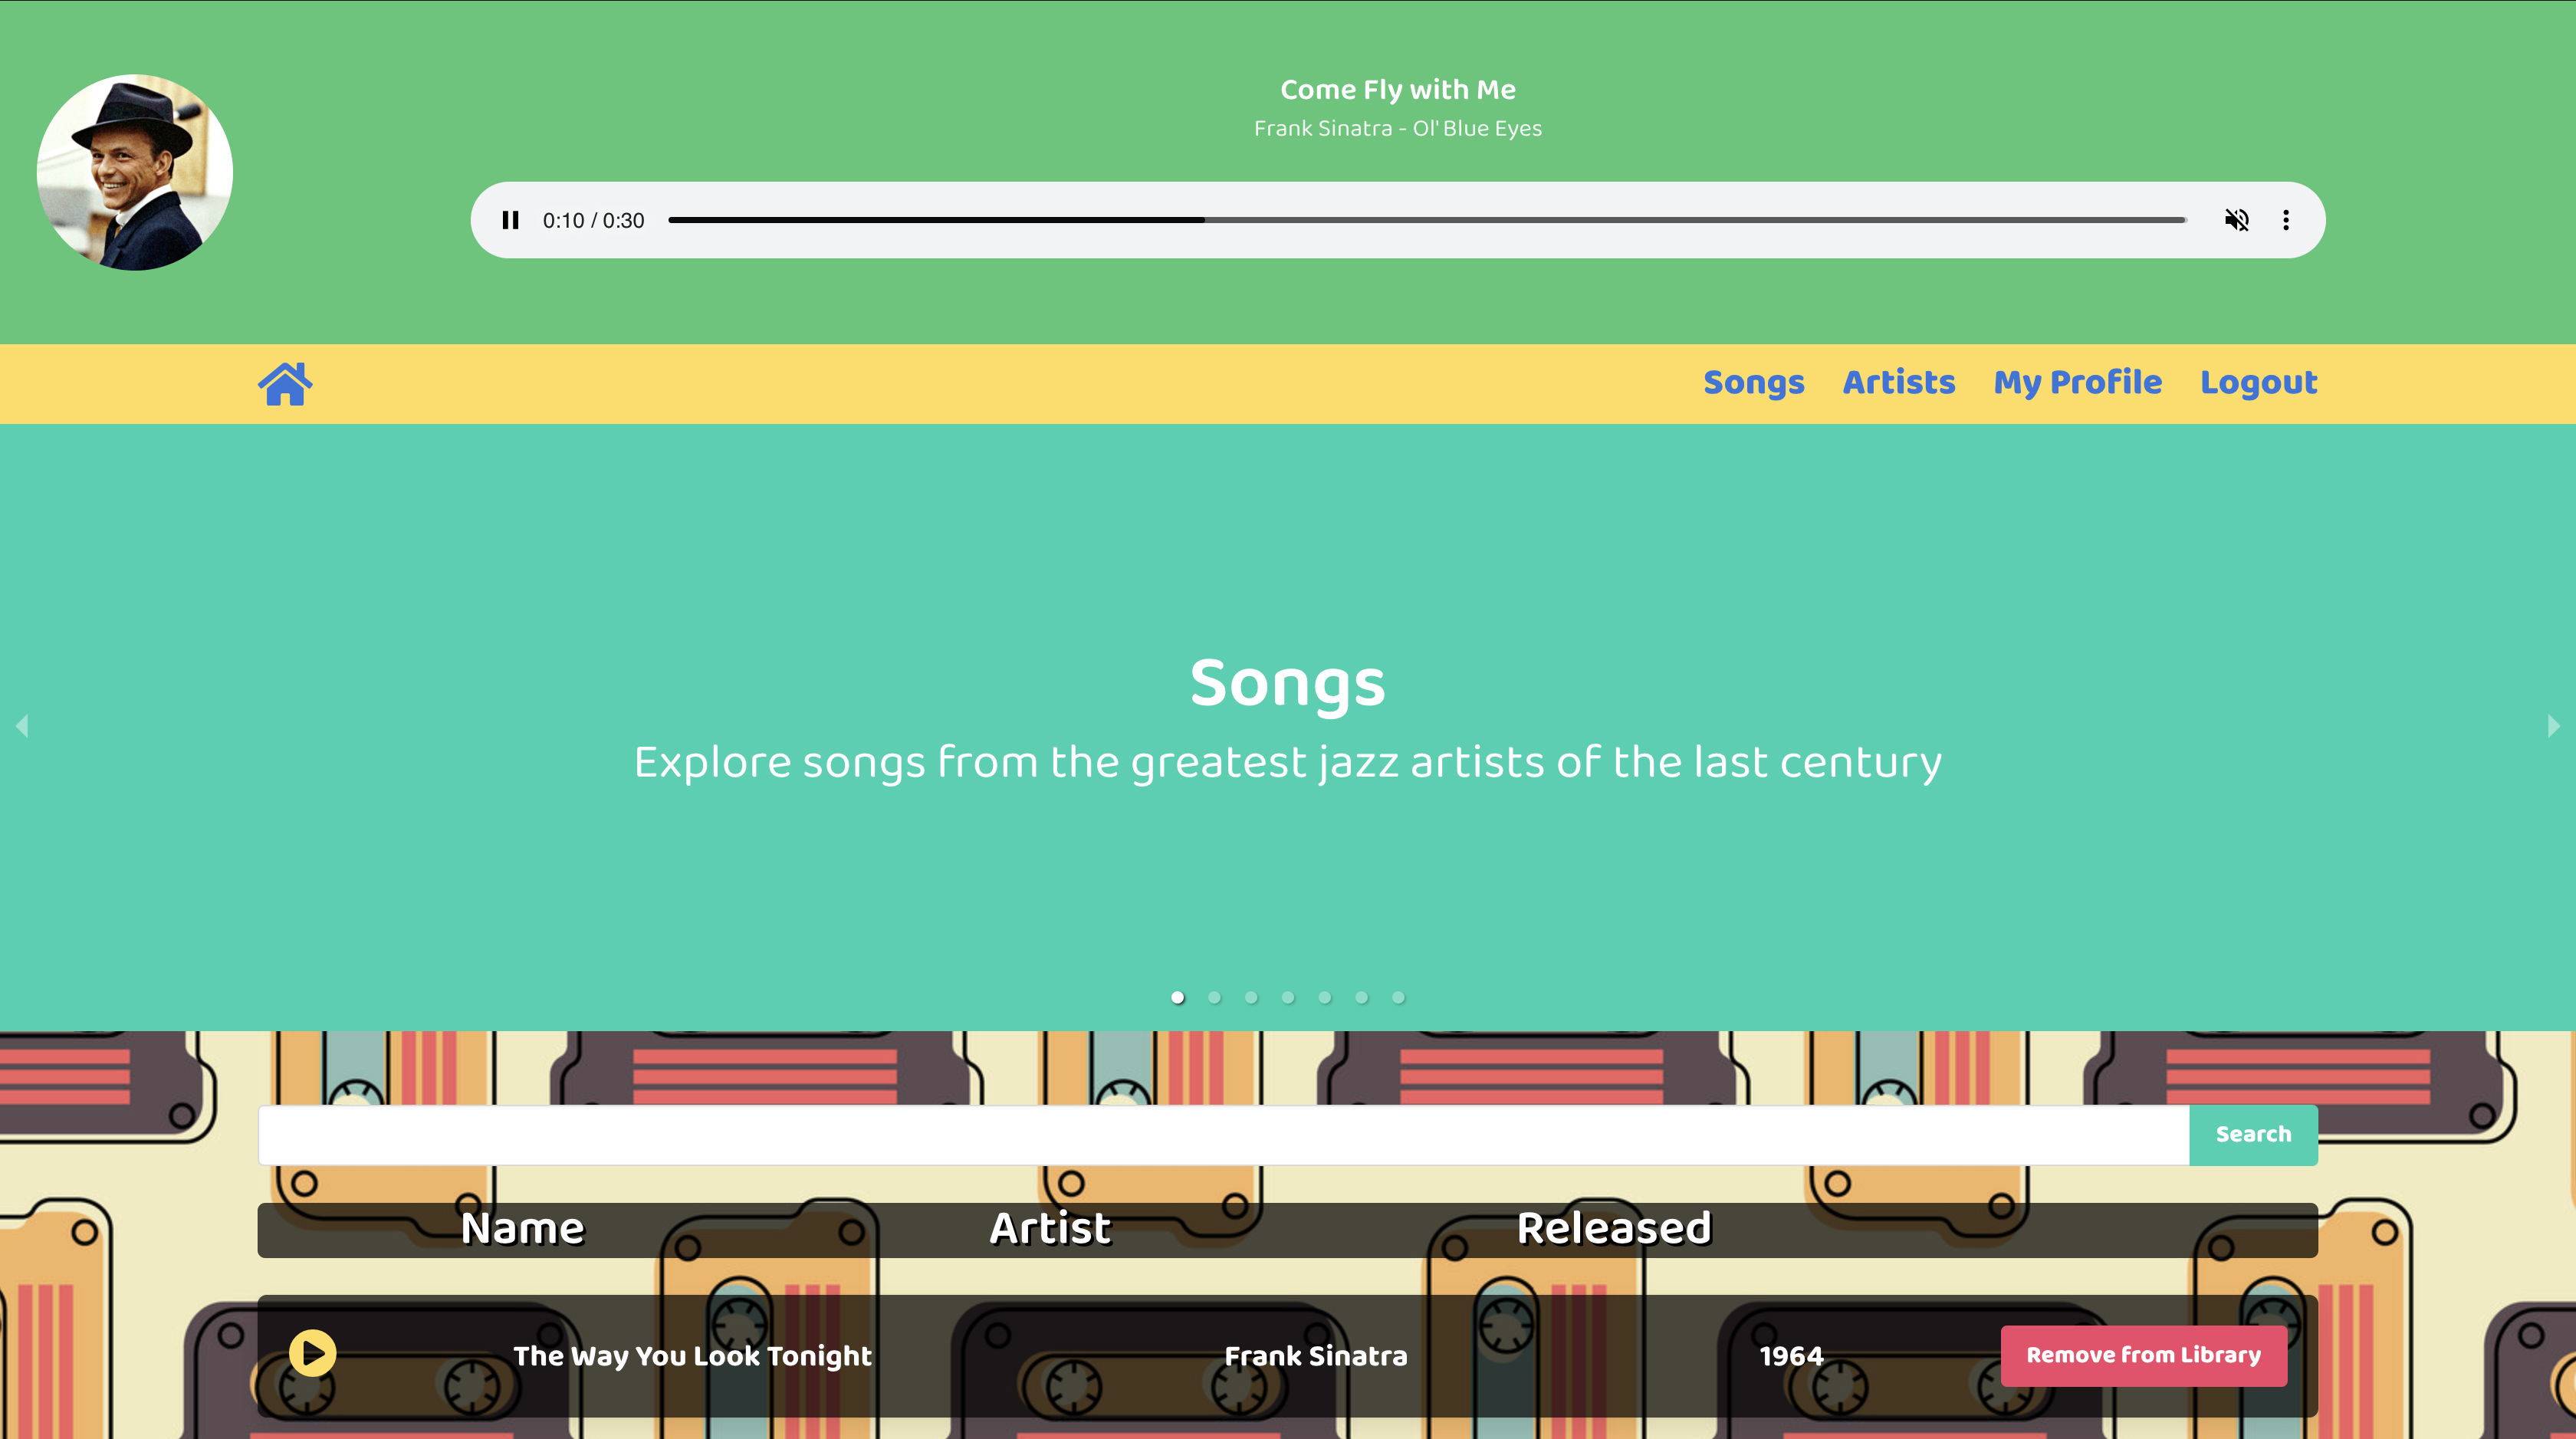 Come Fly with Me
Frank Sinatra - Ol' Blue Eyes
0:10 / 0:30
Songs Artists My Profile Logout
Songs
Explore songs from the greatest jazz artists of the last century
Search
Name Artist Released
The Way You Look Tonight Frank Sinatra 1964 Remove from Library